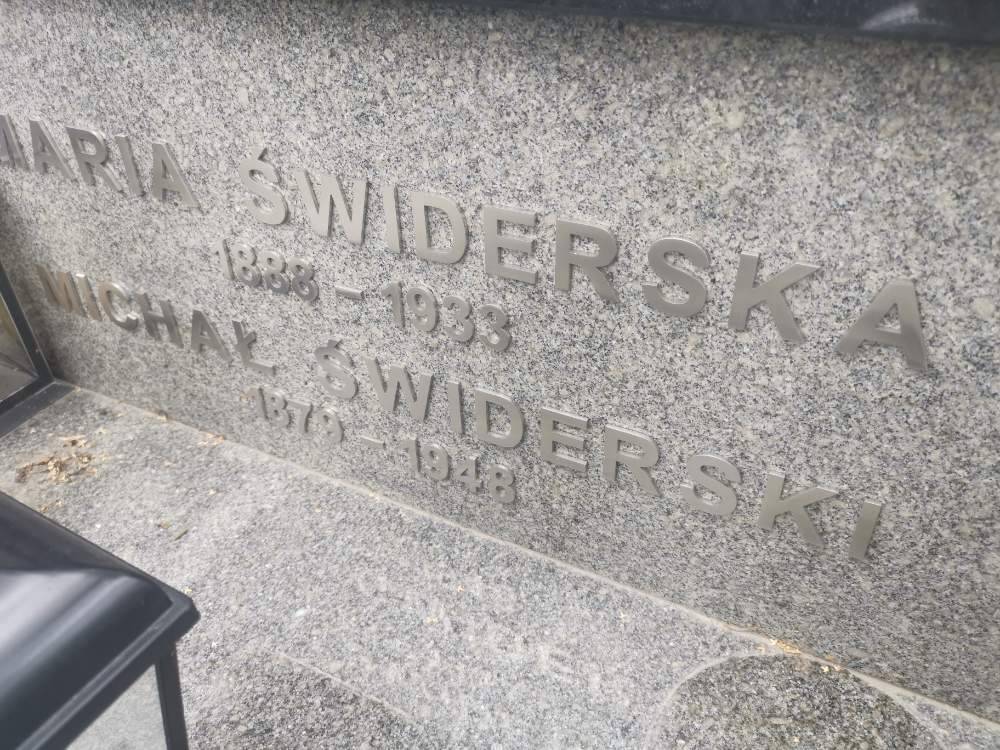 MARIA ŚWIDERSKA
1888 – 1933
MICHAŁ ŚWIDERSKI
1879 – 1948